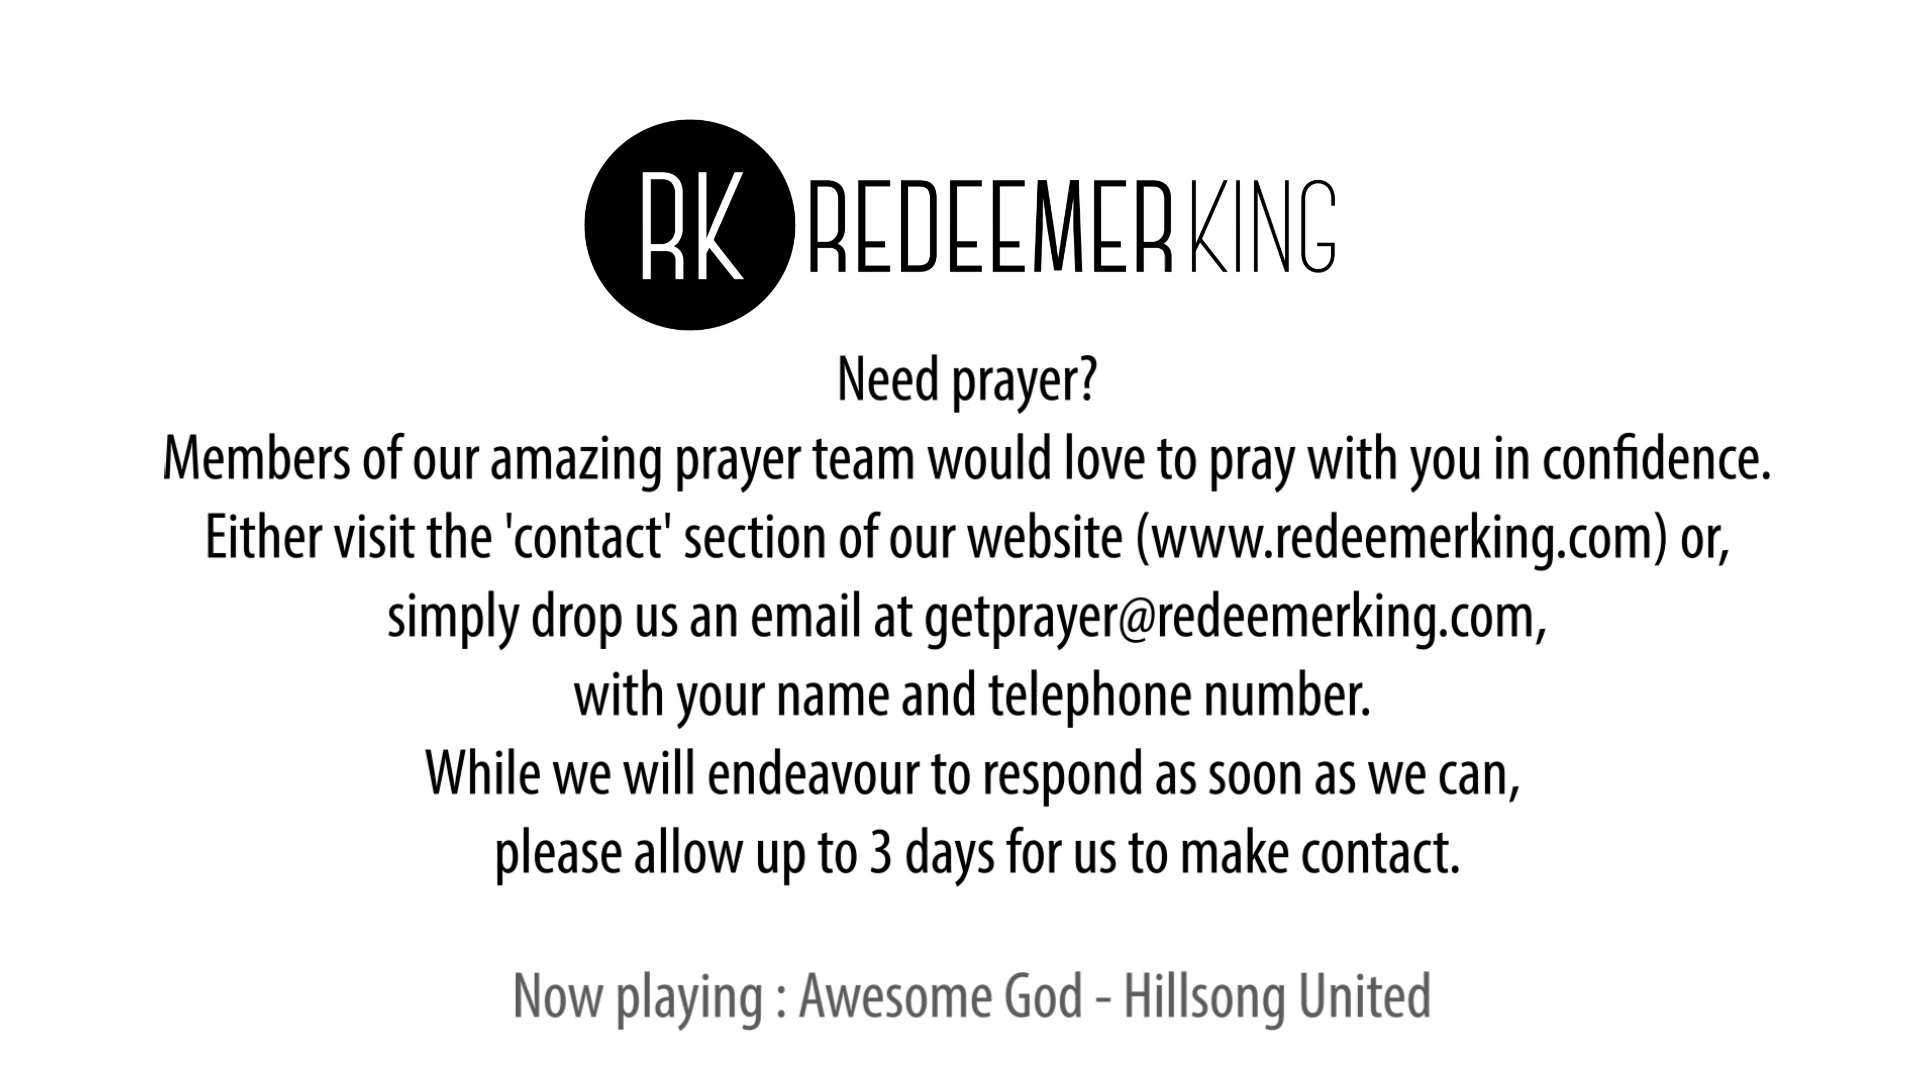 RK REDEEMERKING
Need prayer?
Members of our amazing prayer team would love to pray with you in confidence.
Either visit the 'contact' section of our website (www.redeemerking.com) or,
simply drop us an email at getprayer@redeemerking.com,
with your name and telephone number.
While we will endeavour to respond as soon as we can,
please allow up to 3 days for us to make contact.
Now playing : Awesome God - Hillsong United